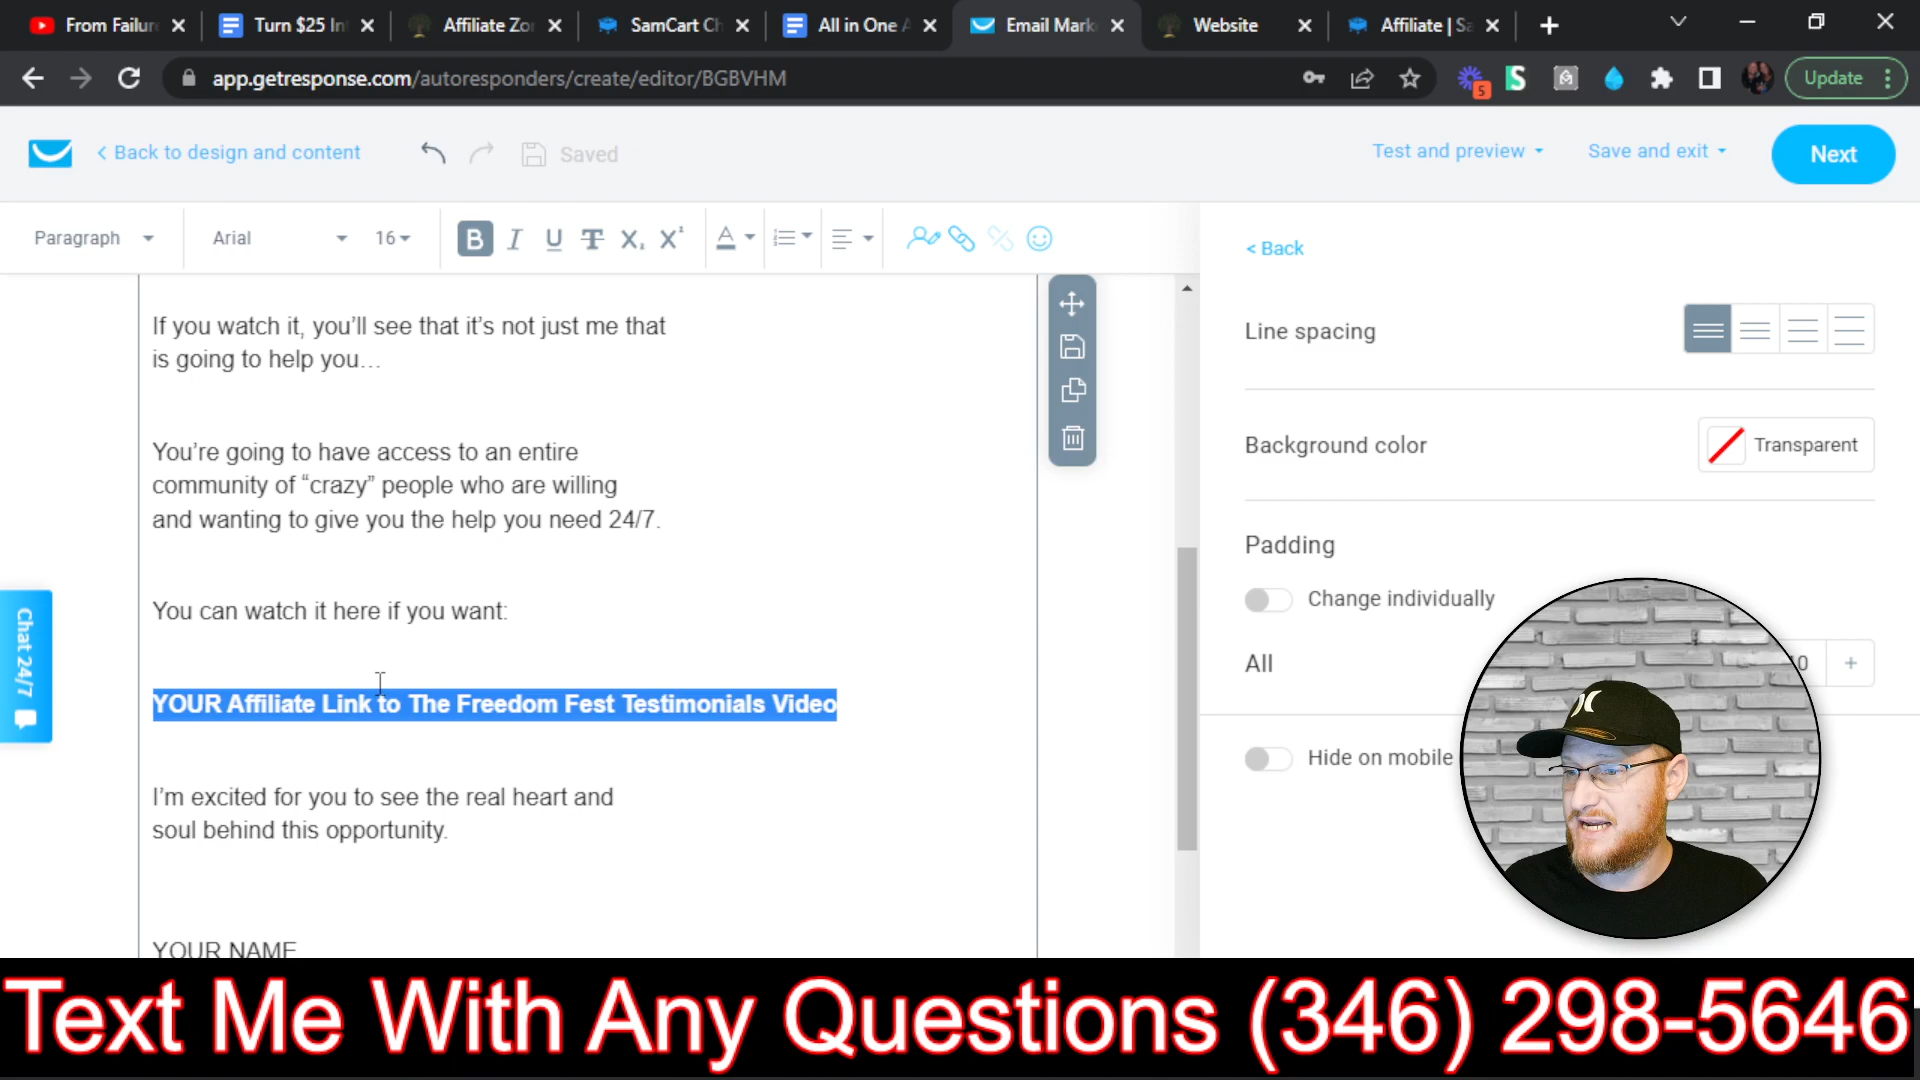 From Failur
Turn $25 In
Affiliate Zo
SamCart Ch
All in One A
Email Mark
Website
Affiliate | Sa
app.getresponse.com/autoresponders/create/editor/BGBVHM
5
Update
< Back to design and content
Saved
Test and preview
Save and exit
Next
Paragraph
Arial
16
B I U T X, X'
A
< Back
Line spacing
Background color
Transparent
Padding
Change individually
All
10
+
Hide on mobile
If you watch it, you'll see that it's not just me that
is going to help you…
You're going to have access to an entire
community of “crazy” people who are willing
and wanting to give you the help you need 24/7.
You can watch it here if you want:
YOUR Affiliate Link to The Freedom Fest Testimonials Video
I'm excited for you to see the real heart and
soul behind this opportunity.
YOUR NAME
Chat 24/7
Text Me With Any Questions (346) 298-5646